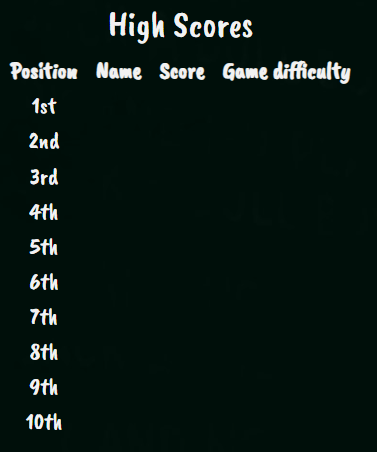 High Scores
Position Name Score Game difficulty
1st
2nd
3rd
4th
5th
6th
7th
8th
9th
10th